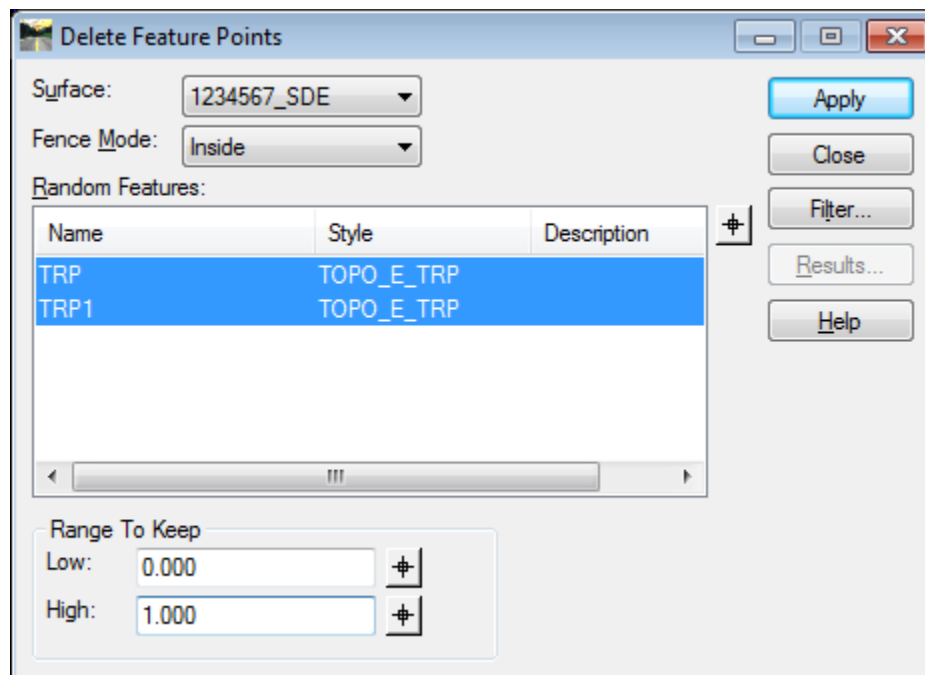 Delete Feature Points
Surface: 1234567_SDE
Apply
Fence Mode: Inside
Close
Random Features:
Filter...
Name Style Description
TRP TOPO_E_TRP
Results...
TRP1 TOPO_E_TRP
Help
Range To Keep
Low: 0.000
High: 1.000